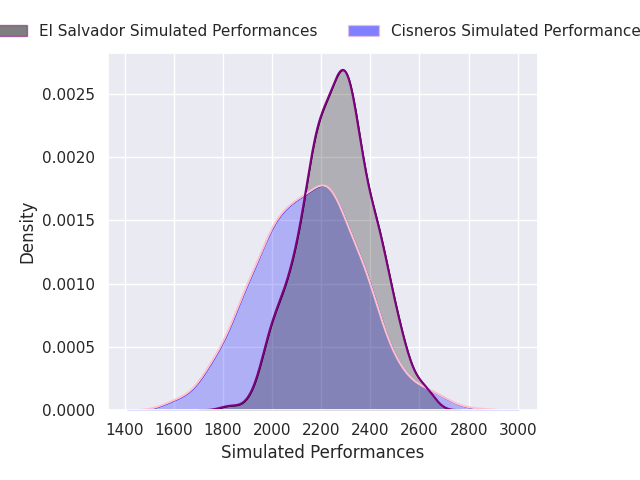 El Salvador Simulated Performances
Cisneros Simulated Performance
0.0025
0.0020
0.0015
0.0010
0.0005
0.0000
Density
1400 1600 1800 2000 2200 2400 2600 2800 3000
Simulated Performances